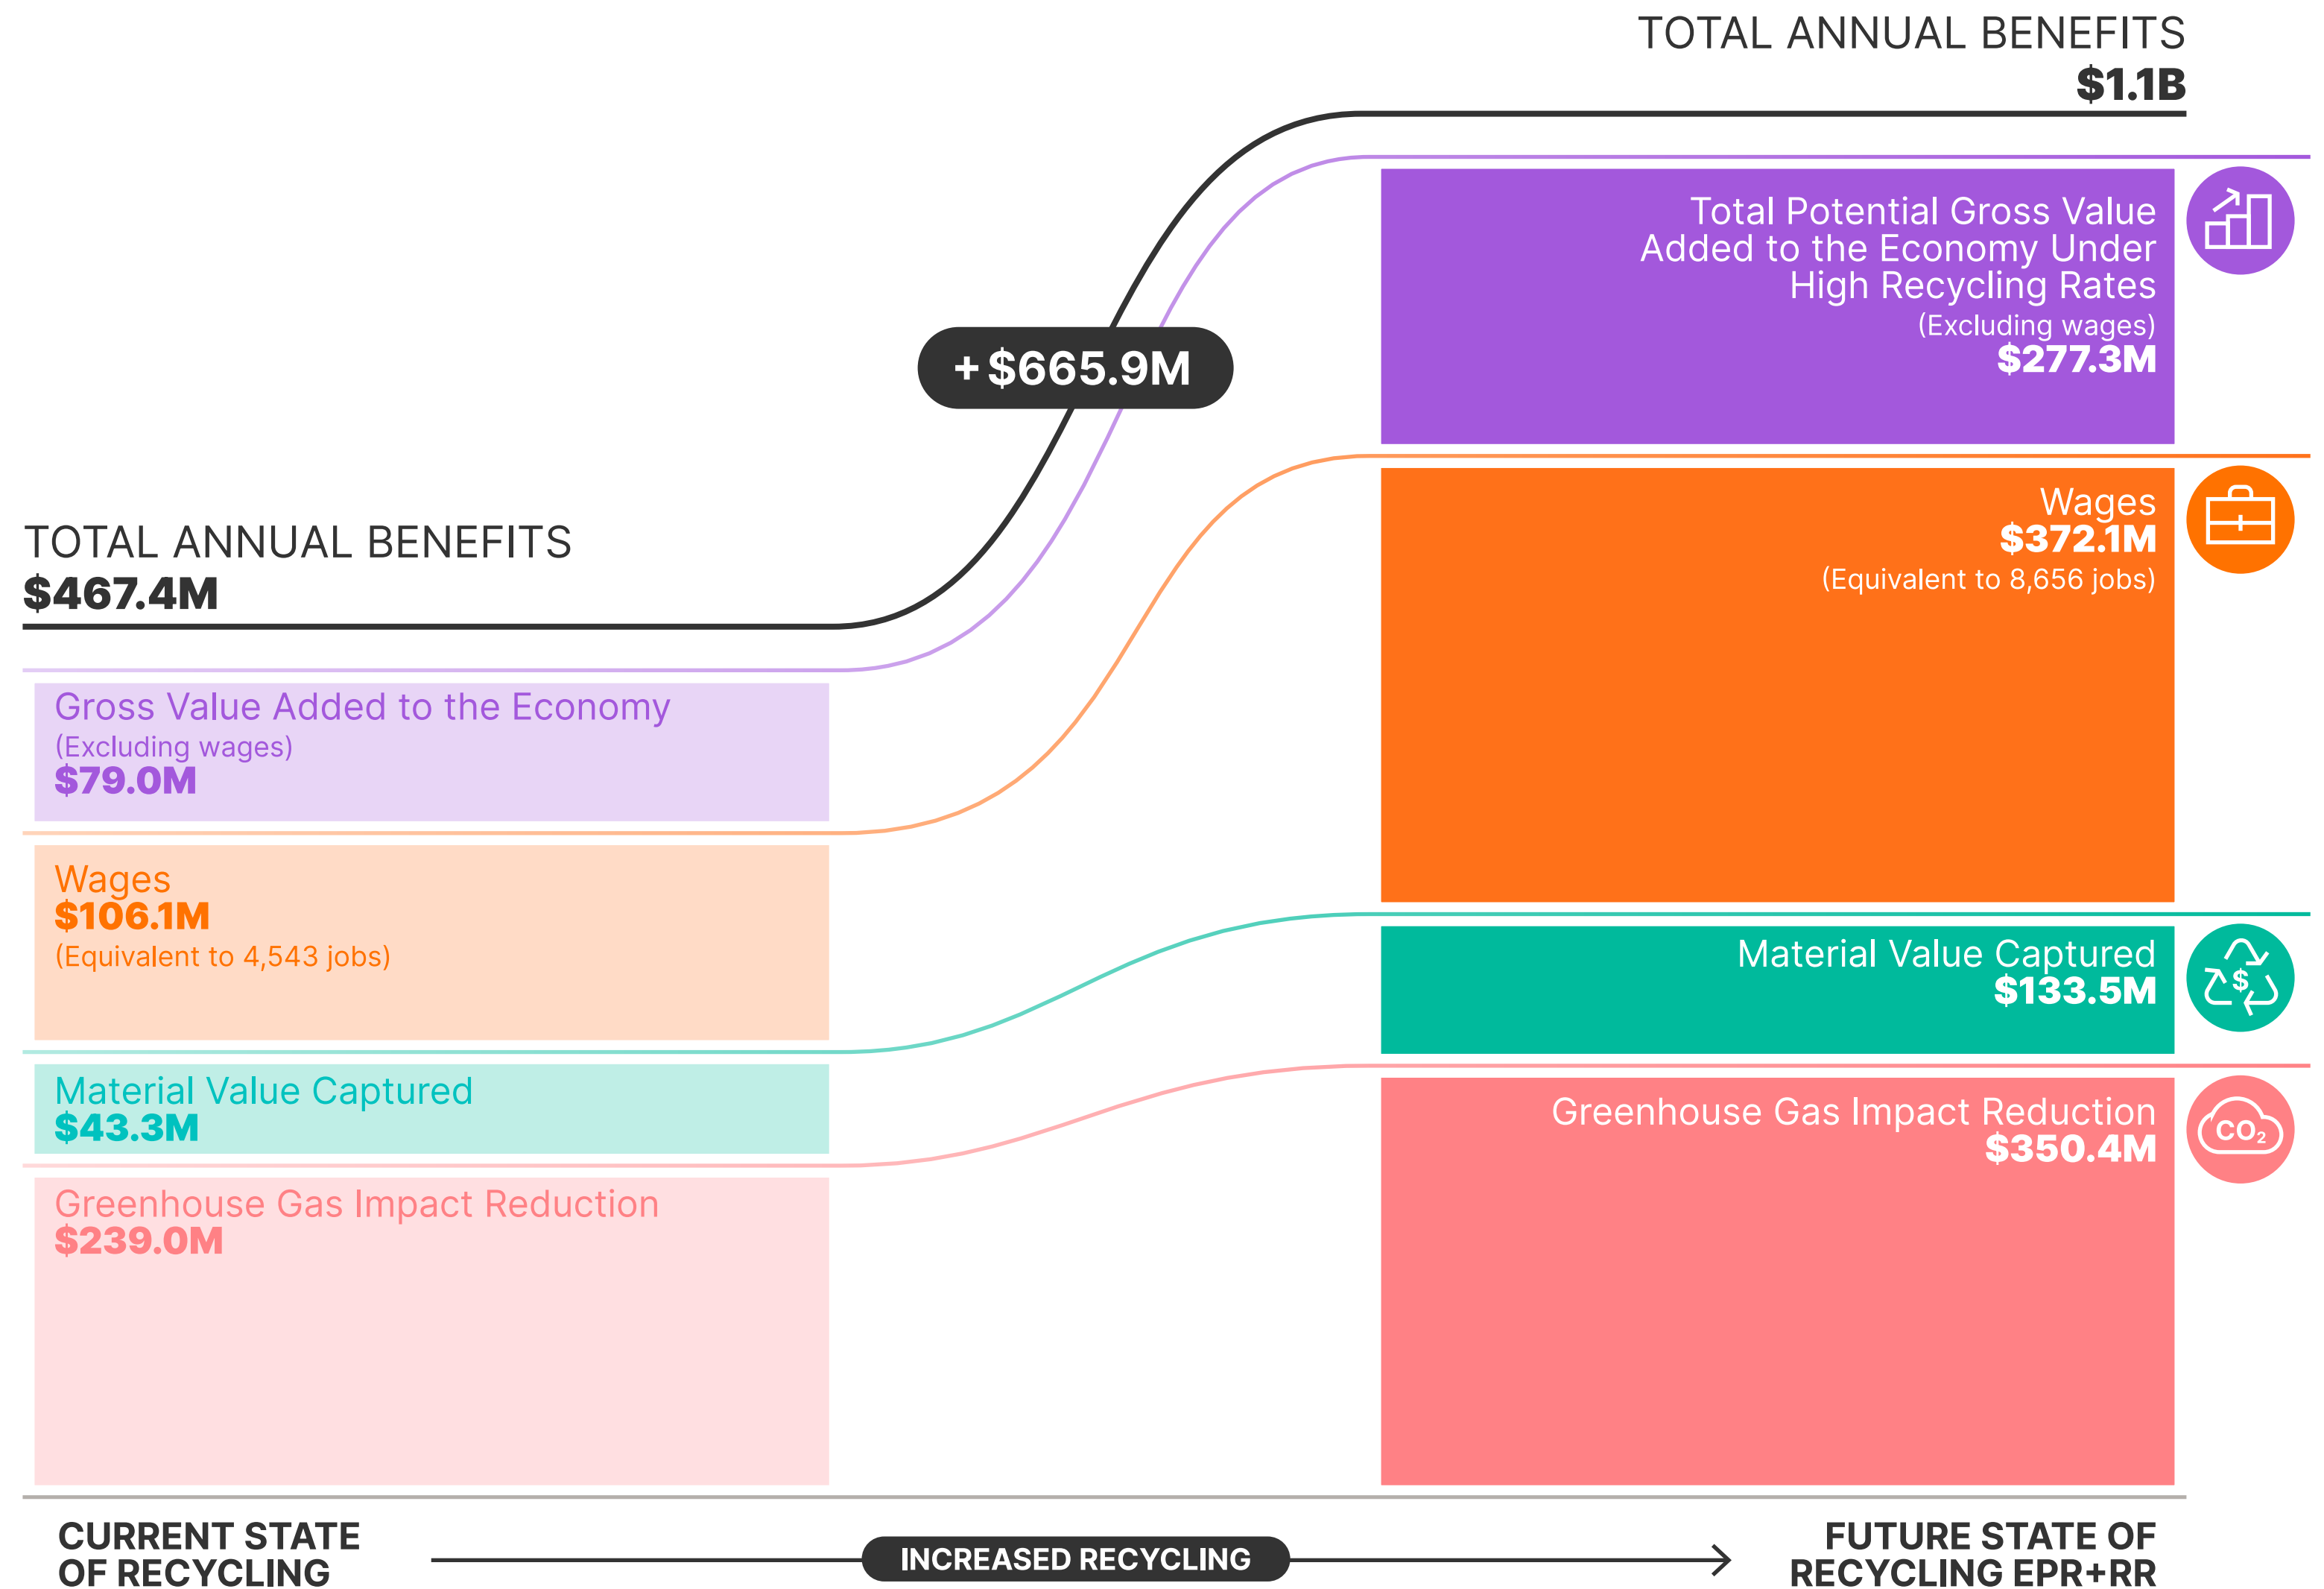 TOTAL ANNUAL BENEFITS
$1.1B
Total Potential Gross Value
Added to the Economy Under
High Recycling Rates
(Excluding wages)
$277.3M
+ $665.9M
Wages
$372.1M
(Equivalent to 8,656 jobs)
TOTAL ANNUAL BENEFITS
$467.4M
Gross Value Added to the Economy
(Excluding wages)
$79.0M
Wages
$106.1M
(Equivalent to 4,543 jobs)
Material Value Captured
$133.5M
$
Material Value Captured
$43.3M
Greenhouse Gas Impact Reduction
$350.4M
CO2
Greenhouse Gas Impact Reduction
$239.0M
CURRENT STATE
OF RECYCLING
INCREASED RECYCLING
FUTURE STATE OF
RECYCLING EPR+RR